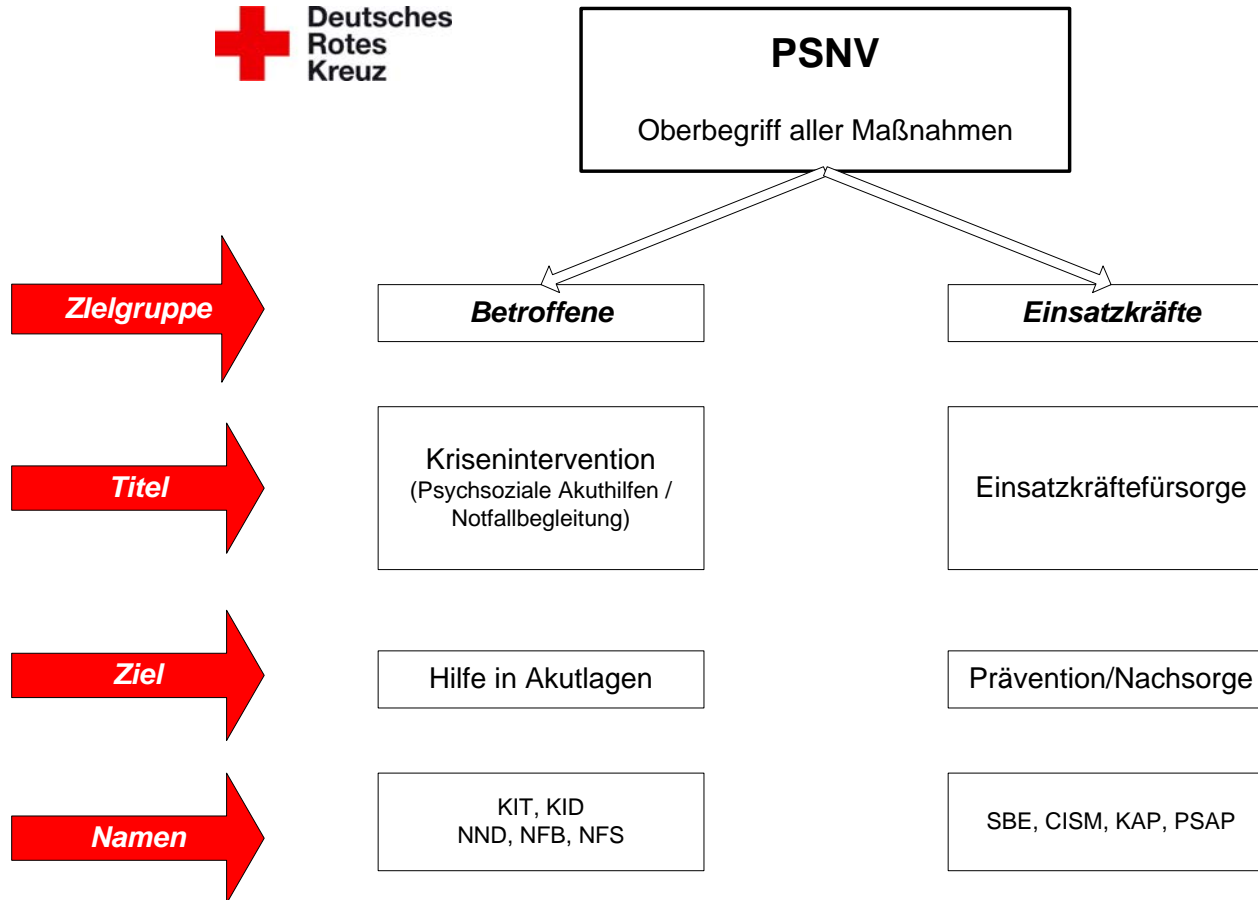 Deutsches
Rotes
Kreuz
PSNV
Oberbegriff aller Maßnahmen
ZIelgruppe
Betroffene
Einsatzkräfte
Titel
Krisenintervention
(Psychsoziale Akuthilfen /
Notfallbegleitung)
Einsatzkräftefürsorge
Ziel
Hilfe in Akutlagen
Prävention/Nachsorge
Namen
KIT, KID
NND, NFB, NFS
SBE, CISM, KAP, PSAP